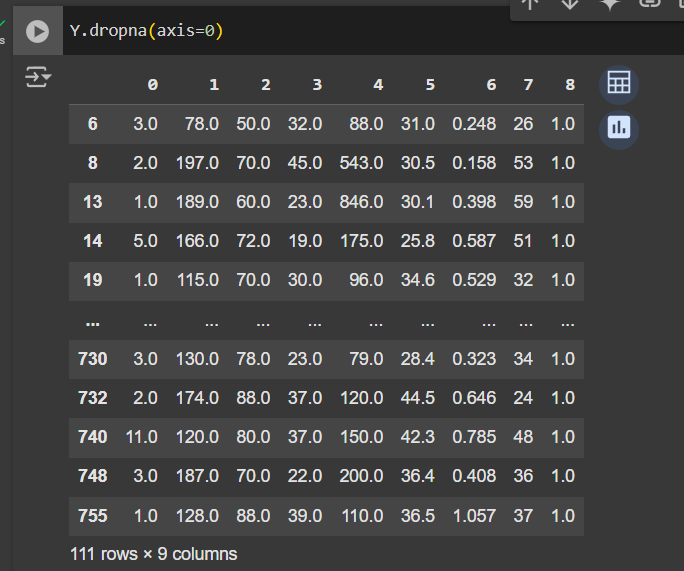 Y.dropna(axis=0)
0 1 2 3 4 5 6 7 8
6 3.0 78.0 50.0 32.0 88.0 31.0 0.248 26 1.0
8 2.0 197.0 70.0 45.0 543.0 30.5 0.158 53 1.0
13 1.0 189.0 60.0 23.0 846.0 30.1 0.398 59 1.0
14 5.0 166.0 72.0 19.0 175.0 25.8 0.587 51 1.0
19 1.0 115.0 70.0 30.0 96.0 34.6 0.529 32 1.0
... ... ... ... ... ... ... ... ... ...
730 3.0 130.0 78.0 23.0 79.0 28.4 0.323 34 1.0
732 2.0 174.0 88.0 37.0 120.0 44.5 0.646 24 1.0
740 11.0 120.0 80.0 37.0 150.0 42.3 0.785 48 1.0
748 3.0 187.0 70.0 22.0 200.0 36.4 0.408 36 1.0
755 1.0 128.0 88.0 39.0 110.0 36.5 1.057 37 1.0
111 rows × 9 columns